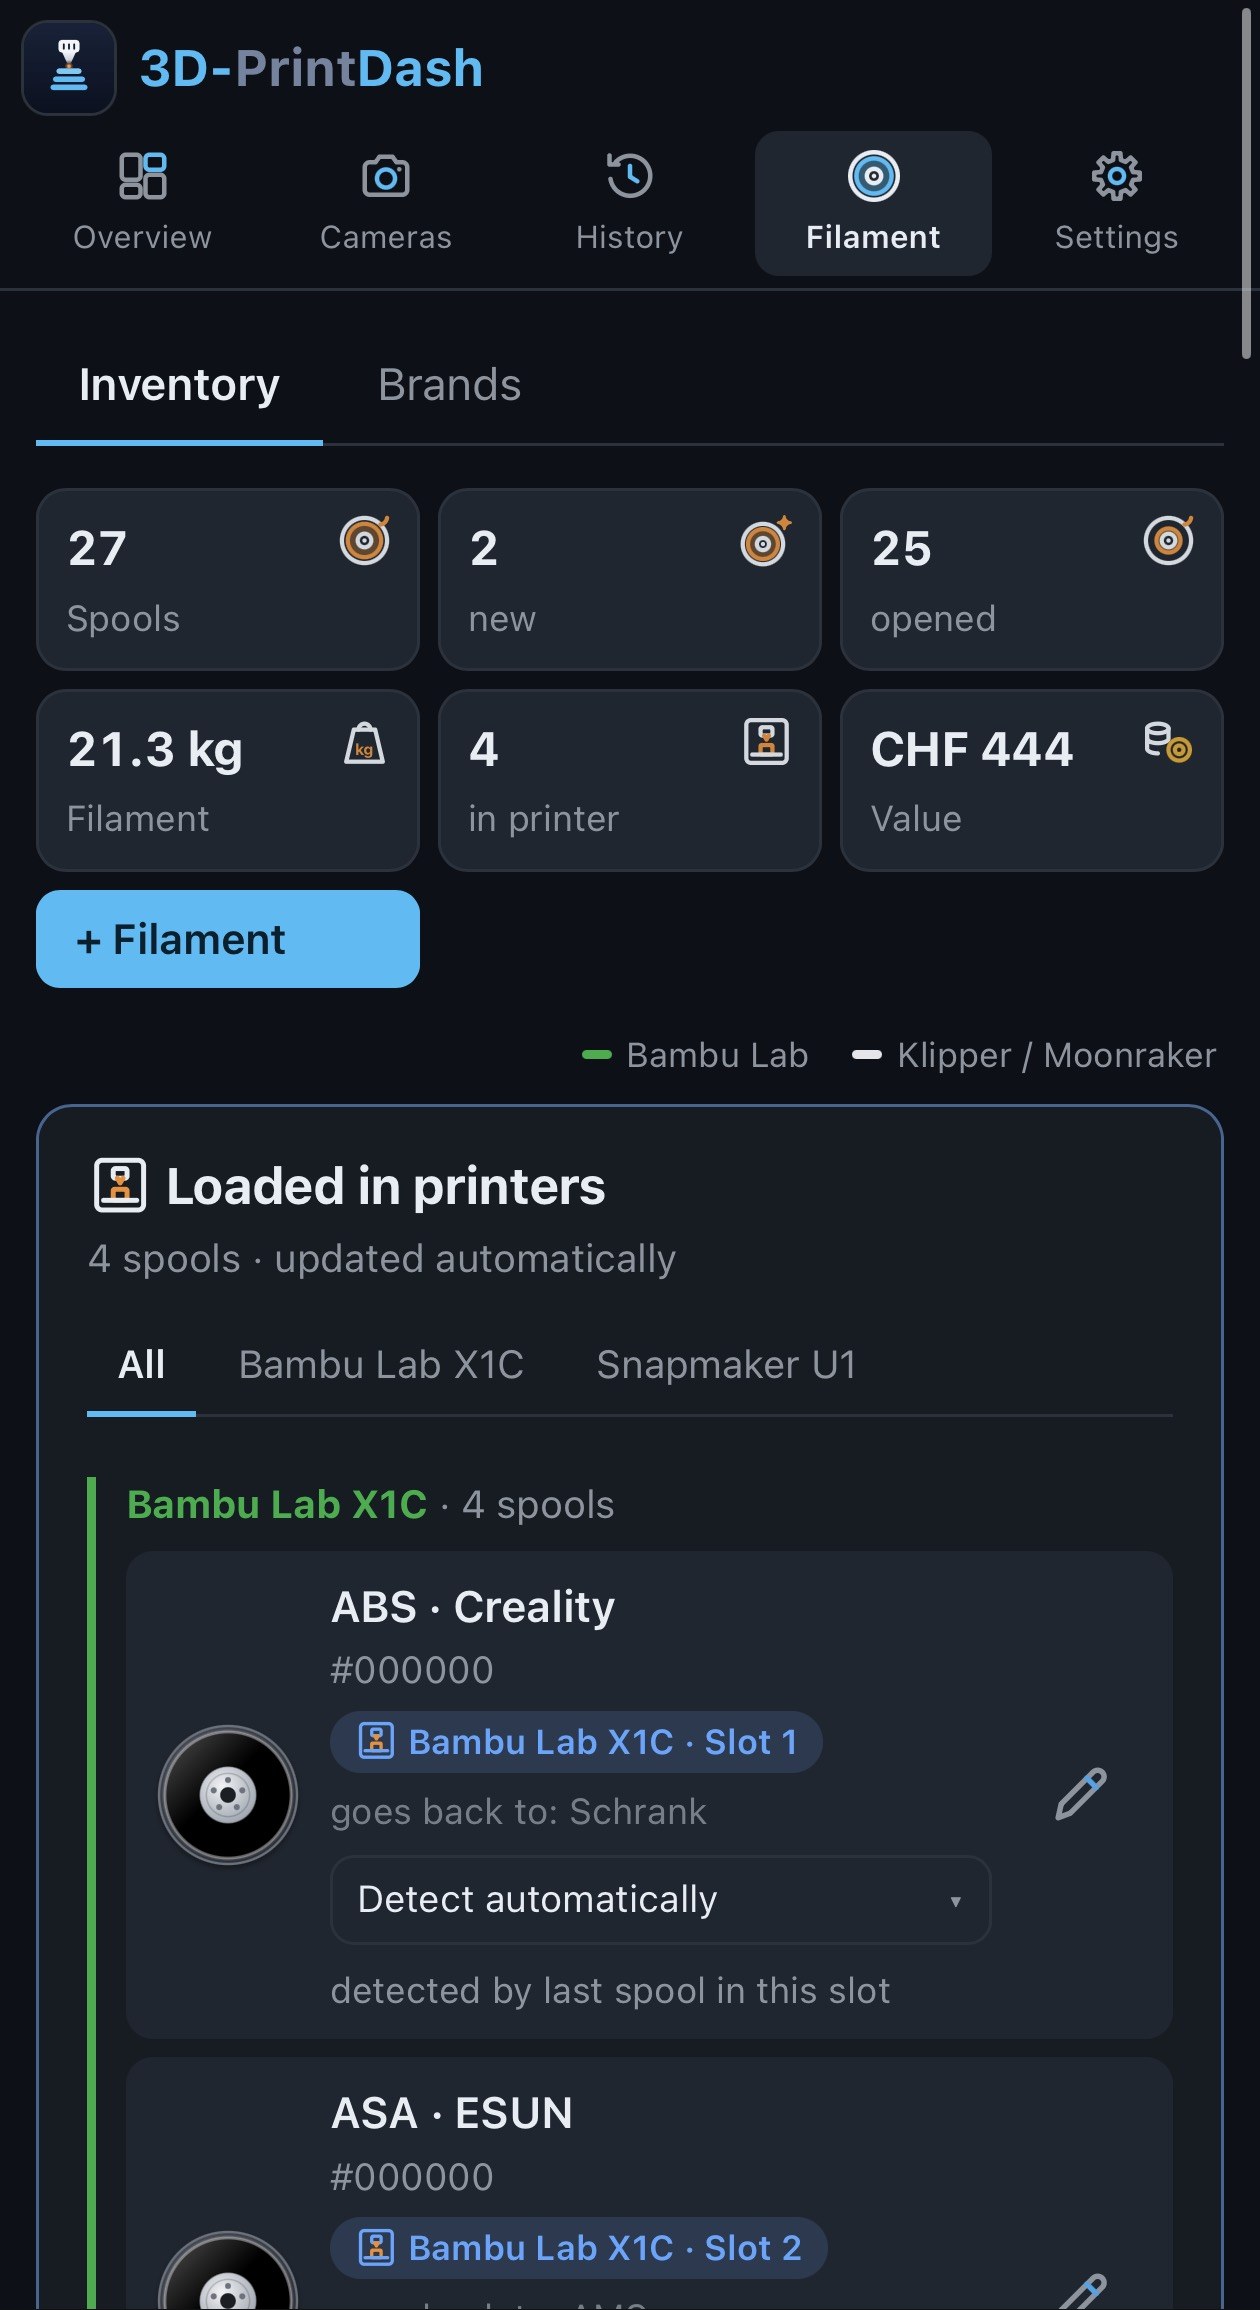 3D-PrintDash
Overview
Cameras
History
Filament
Settings
Inventory
Brands
27
Spools
2
new
25
opened
21.3 kg
kg
Filament
4
in printer
CHF 444
Value
+ Filament
Bambu Lab
Klipper / Moonraker
Loaded in printers
4 spools · updated automatically
All
Bambu Lab X1C
Snapmaker U1
Bambu Lab X1C · 4 spools
ABS · Creality
#000000
Bambu Lab X1C · Slot 1
goes back to: Schrank
Detect automatically
detected by last spool in this slot
ASA · ESUN
#000000
Bambu Lab X1C · Slot 2